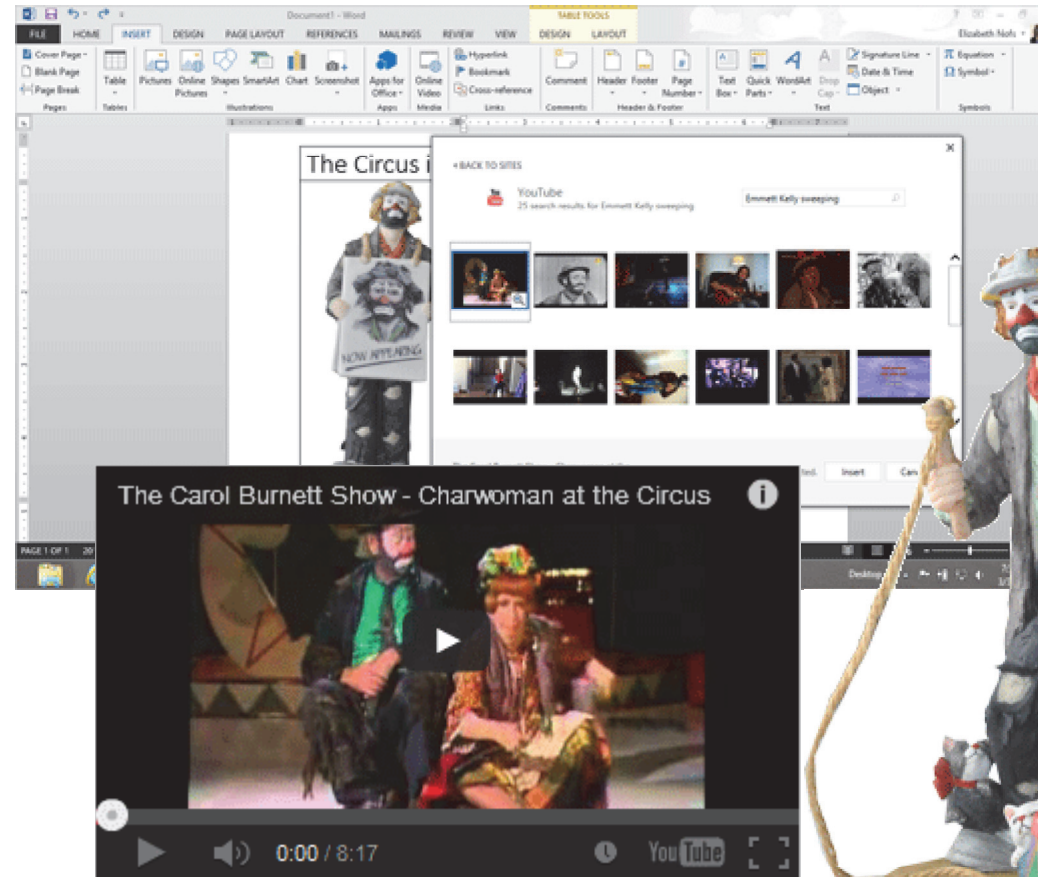 Document1 - Word
TABLE TOOLS
FILE HOME INSERT DESIGN PAGE LAYOUT REFERENCES MAILINGS REVIEW VIEW DESIGN LAYOUT
Elizabeth Nofs
Cover Page
Blank Page
Page Break
Table
Pictures
Online Pictures
Shapes
SmartArt
Chart
Screenshot
Apps for Office
Online Video
Hyperlink
Bookmark
Cross-reference
Comment
Header
Footer
Page Number
Text Box
Quick Parts
WordArt
Drop Cap
Signature Line
Date & Time
Object
Equation
Symbol
Pages Tables Illustrations Apps Media Links Comments Header & Footer Text Symbols
The Circus i
NOW APPEARING
BACK TO SITES
YouTube
25 search results for Emmett Kelly sweeping
Emmett Kelly sweeping
Insert
Can
PAGE 1 OF 1
Desktop
The Carol Burnett Show - Charwoman at the Circus
0:00 / 8:17
YouTube